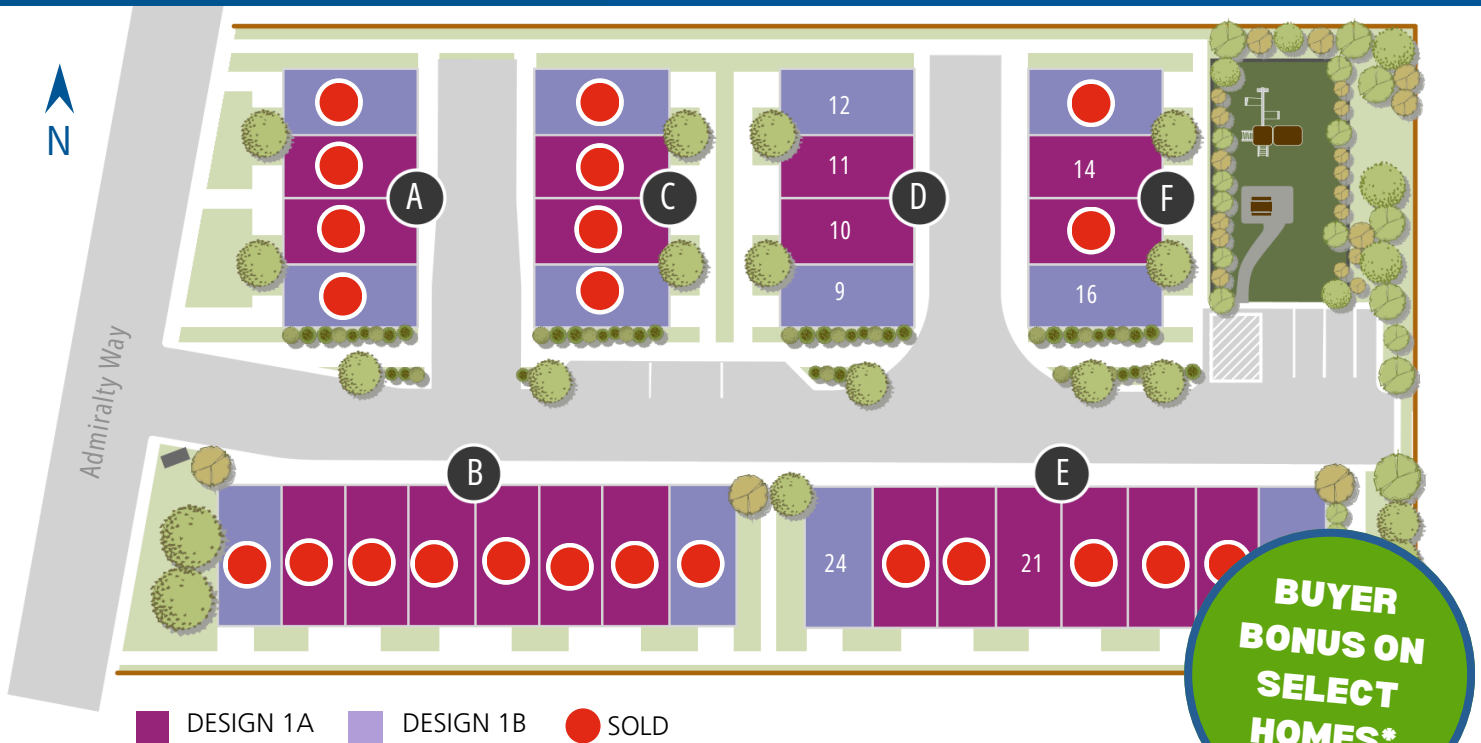 N
12
11
14
A
C
D
F
10
9
16
Admiralty Way
B
E
24
21
BUYER
BONUS ON
SELECT
HOMES*
DESIGN 1A
DESIGN 1B
SOLD